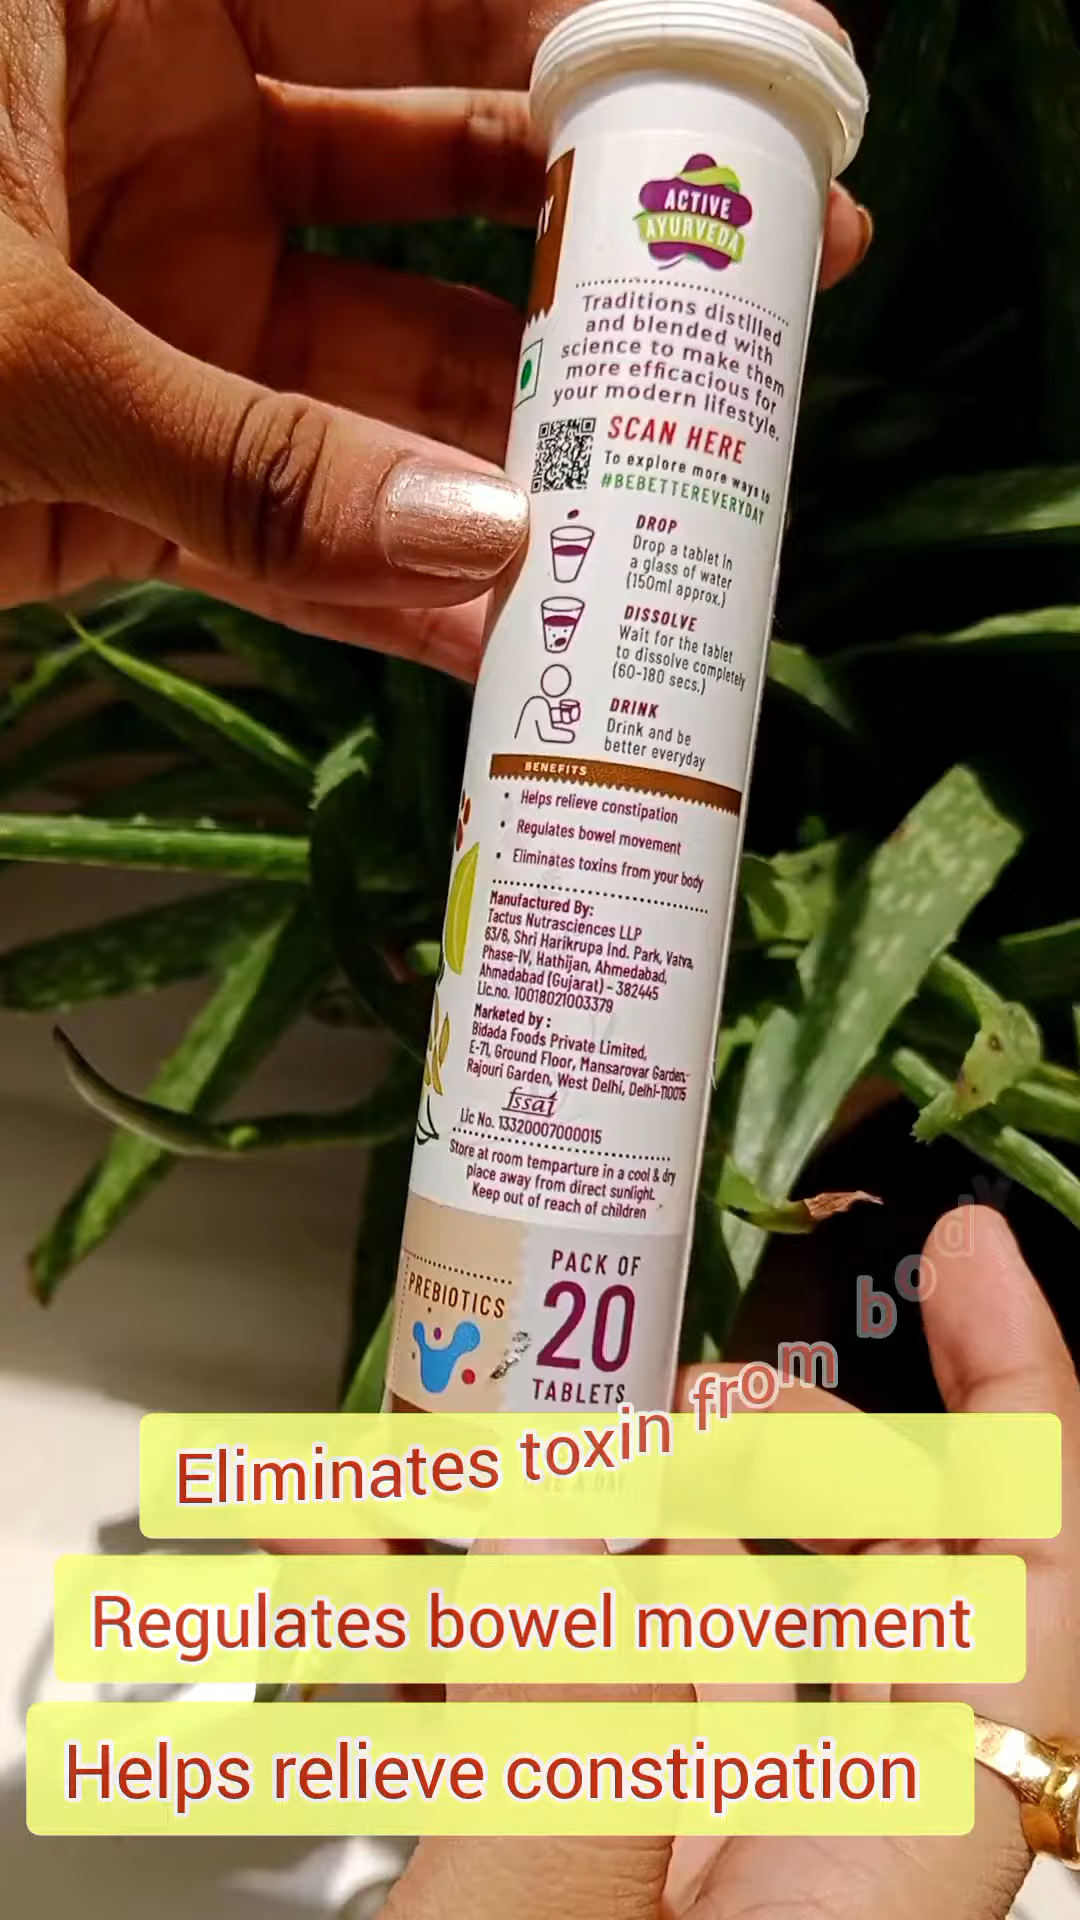 ACTIVE
AYURVEDA
Traditions distilled
and blended with
science to make them
more efficacious for
your modern lifestyle.
SCAN HERE
To explore more ways to
#BEBETTEREVERYDAY
DROP
Drop a tablet in
a glass of water
(150ml approx.)
DISSOLVE
Wait for the tablet
to dissolve completely
(60-180 secs.)
DRINK
Drink and be
better everyday
BENEFITS
• Helps relieve constipation
• Regulates bowel movement
• Eliminates toxins from your body
Manufactured By:
Tactus Nutrasciences LLP
63/6, Shri Harikrupa Ind. Park, Vatva,
Phase-IV, Hathijan, Ahmedabad,
Ahmadabad (Gujarat) - 382445
Lic.no. 10018021003379
Marketed by :
Bidada Foods Private Limited,
E-71, Ground Floor, Mansarovar Garden,
Rajouri Garden, West Delhi, Delhi-110015
fssai
Lic No. 13320007000015
Store at room temparture in a cool & dry
place away from direct sunlight.
Keep out of reach of children
PREBIOTICS
PACK OF
20
TABLETS
Eliminates toxin from body
Regulates bowel movement
Helps relieve constipation